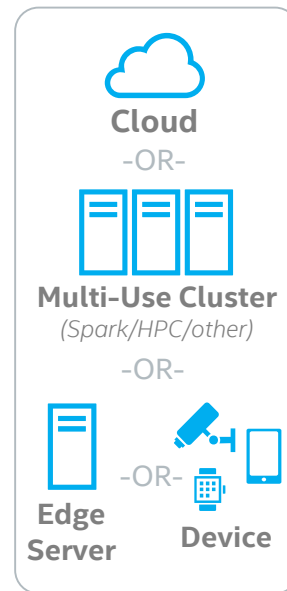 Cloud
-OR-
Multi-Use Cluster
(Spark/HPC/other)
-OR-
-OR-
Edge
Server
Device